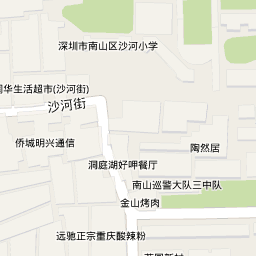 深圳市南山区沙河小学
华生活超市(沙河街)
沙河街
侨城明兴通信
陶然居
洞庭湖好呷餐厅
南山巡警大队三中队
金山烤肉
远驰正宗重庆酸辣粉